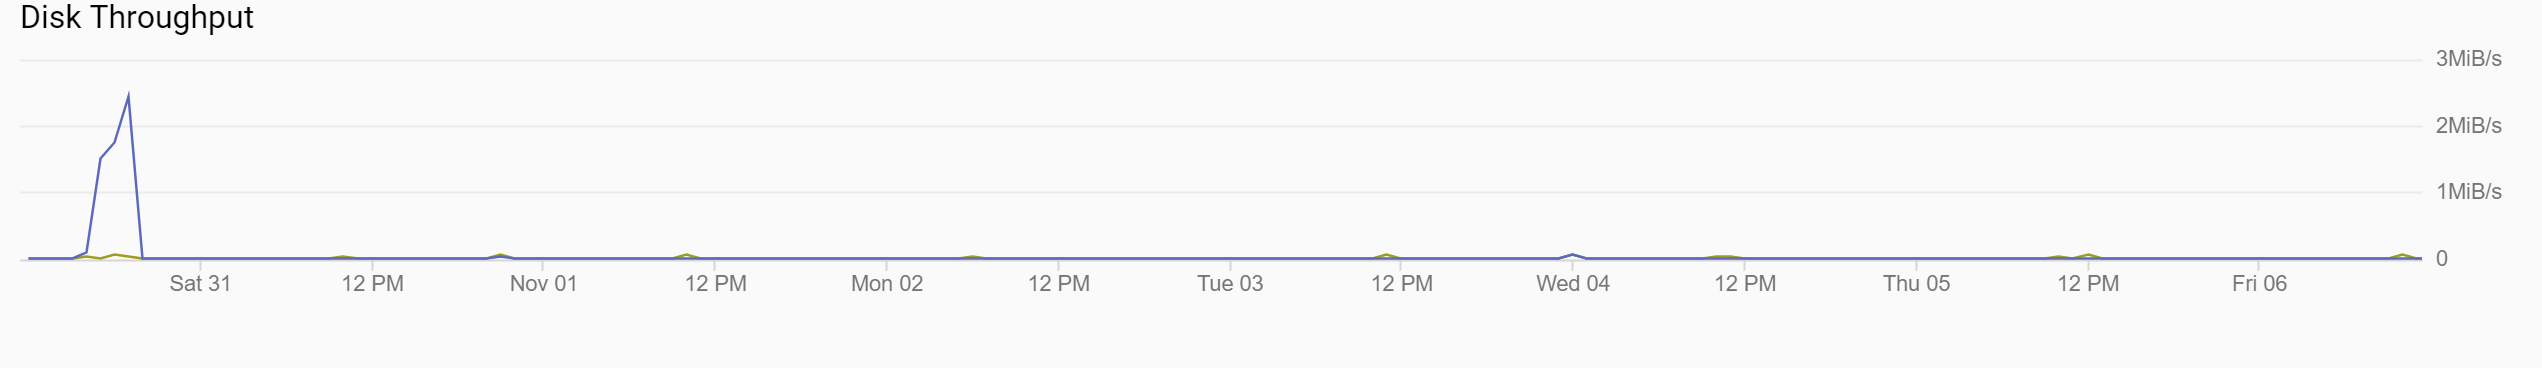 Disk Throughput
3MiB/s
2MiB/s
1MiB/s
0
Sat 31 12 PM Nov 01 12 PM Mon 02 12 PM Tue 03 12 PM Wed 04 12 PM Thu 05 12 PM Fri 06